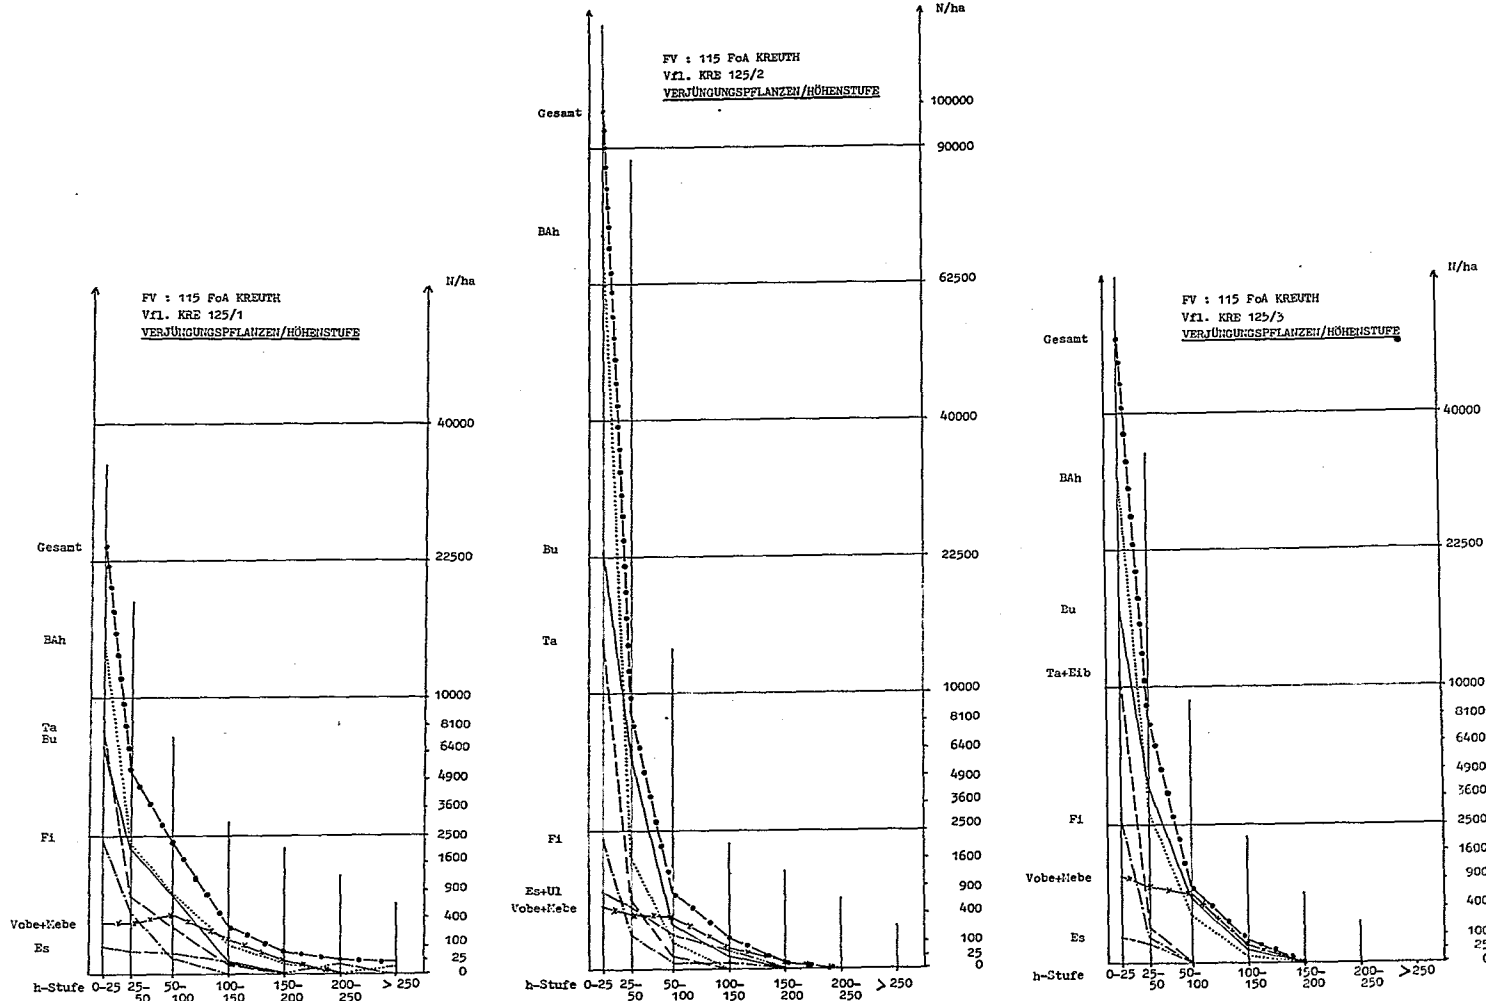 N/ha
FV : 115 FoA KREUTH
Vfl. KRE 125/1
VERJÜNGUNGSPFLANZEN/HÖHENSTUFE
40000
Gesamt
22500
BAh
10000
Ta
Bu
8100
6400
4900
3600
Fi
2500
1600
900
Vobe+Mebe
400
Es
100
25
0
h-Stufe 0-25 25-50 50-100 100-150 150-200 200-250 >250
N/ha
FV : 115 FoA KREUTH
Vfl. KRE 125/2
VERJÜNGUNGSPFLANZEN/HÖHENSTUFE
100000
Gesamt
90000
BAh
62500
40000
Bu
22500
Ta
10000
8100
6400
4900
3600
2500
Fi
1600
900
Es+Ul
Vobe+Mebe
400
100
25
0
h-Stufe 0-25 25-50 50-100 100-150 150-200 200-250 >250
N/ha
FV : 115 FoA KREUTH
Vfl. KRE 125/3
VERJÜNGUNGSPFLANZEN/HÖHENSTUFE
Gesamt
40000
BAh
22500
Bu
Ta+Eib
10000
8100
6400
4900
3600
Fi
2500
1600
Vobe+Mebe
900
400
Es
100
25
0
h-Stufe 0-25 25-50 50-100 100-150 150-200 200-250 >250